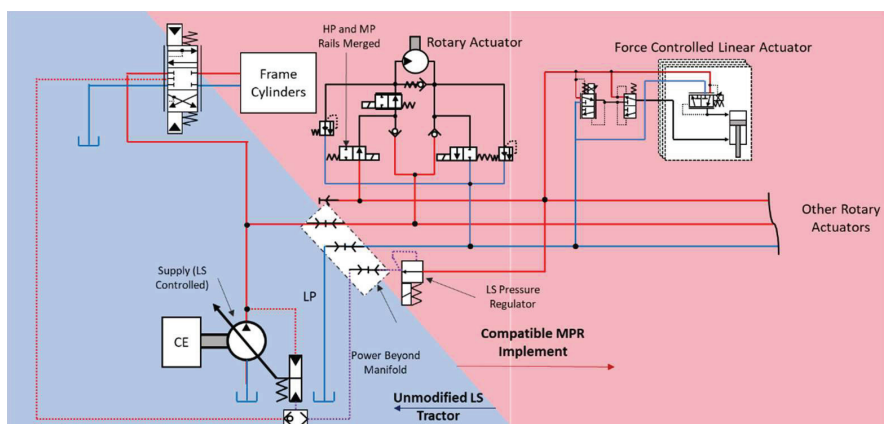 HP and MP
Rails Merged
Rotary Actuator
Force Controlled Linear Actuator
Frame
Cylinders
Other Rotary
Actuators
Supply (LS
Controlled)
LP
LS Pressure
Regulator
CE
Power Beyond
Manifold
Compatible MPR
Implement
Unmodified LS
Tractor